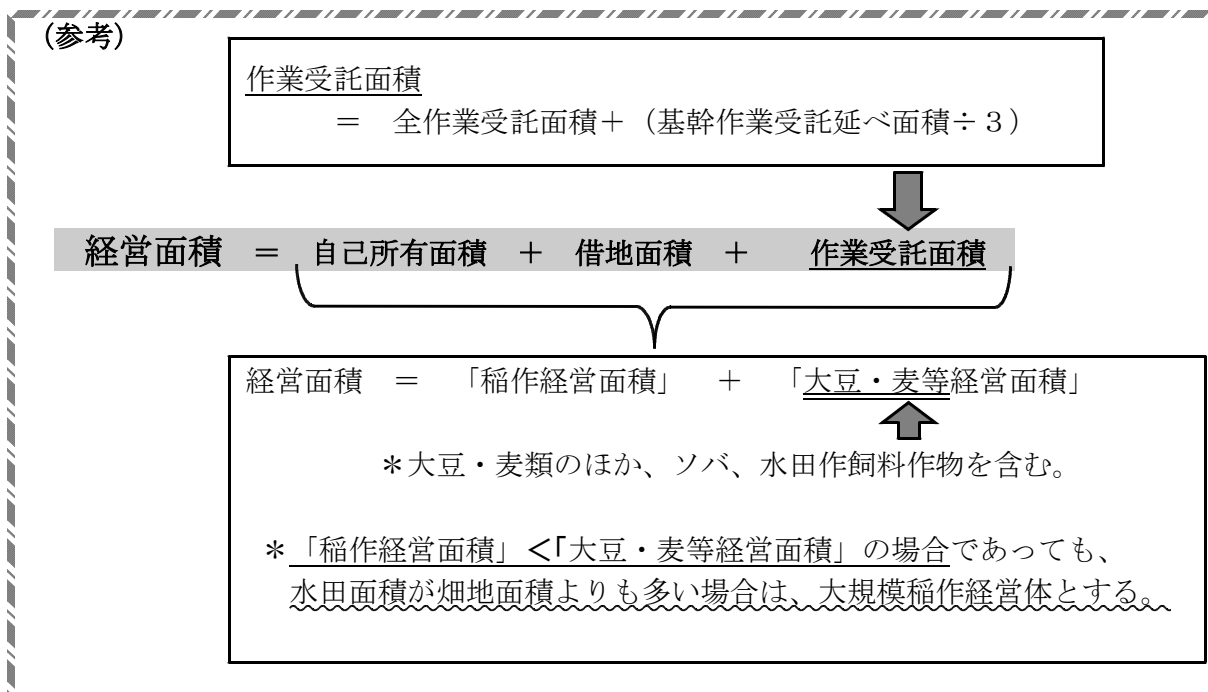 (参考)
作業受託面積
＝ 全作業受託面積＋（基幹作業受託延べ面積÷３）
経営面積 ＝ 自己所有面積 ＋ 借地面積 ＋ 作業受託面積
経営面積 ＝ 「稲作経営面積」 ＋ 「大豆・麦等経営面積」
＊大豆・麦類のほか、ソバ、水田作飼料作物を含む。
＊「稲作経営面積」＜「大豆・麦等経営面積」の場合であっても、
水田面積が畑地面積よりも多い場合は、大規模稲作経営体とする。